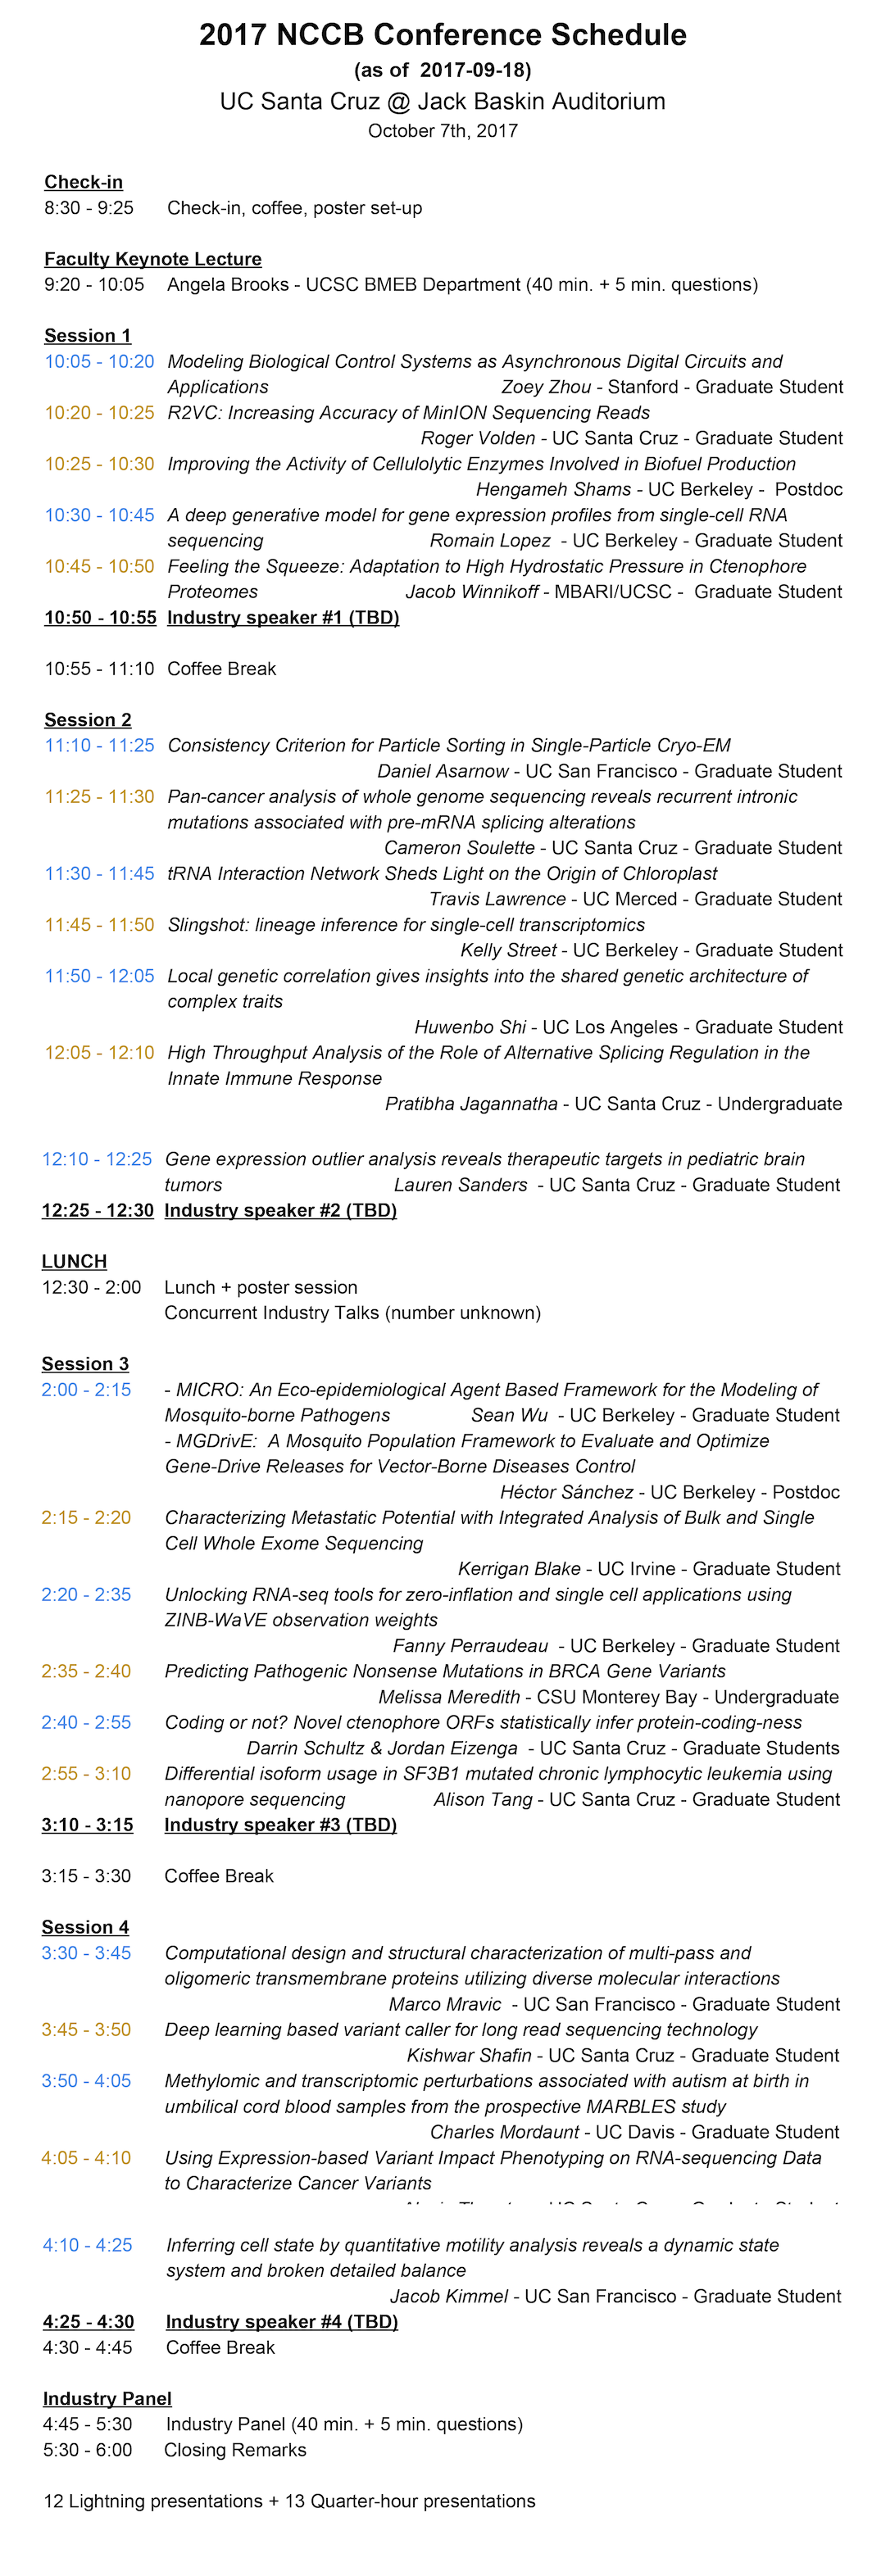 2017 NCCB Conference Schedule
(as of 2017-09-18)
UC Santa Cruz @ Jack Baskin Auditorium
October 7th, 2017
Check-in
8:30 - 9:25 Check-in, coffee, poster set-up
Faculty Keynote Lecture
9:20 - 10:05 Angela Brooks - UCSC BMEB Department (40 min. + 5 min. questions)
Session 1
10:05 - 10:20 Modeling Biological Control Systems as Asynchronous Digital Circuits and
Applications Zoey Zhou - Stanford - Graduate Student
10:20 - 10:25 R2VC: Increasing Accuracy of MinION Sequencing Reads
Roger Volden - UC Santa Cruz - Graduate Student
10:25 - 10:30 Improving the Activity of Cellulolytic Enzymes Involved in Biofuel Production
Hengameh Shams - UC Berkeley - Postdoc
10:30 - 10:45 A deep generative model for gene expression profiles from single-cell RNA
sequencing Romain Lopez - UC Berkeley - Graduate Student
10:45 - 10:50 Feeling the Squeeze: Adaptation to High Hydrostatic Pressure in Ctenophore
Proteomes Jacob Winnikoff - MBARI/UCSC - Graduate Student
10:50 - 10:55 Industry speaker #1 (TBD)
10:55 - 11:10 Coffee Break
Session 2
11:10 - 11:25 Consistency Criterion for Particle Sorting in Single-Particle Cryo-EM
Daniel Asarnow - UC San Francisco - Graduate Student
11:25 - 11:30 Pan-cancer analysis of whole genome sequencing reveals recurrent intronic
mutations associated with pre-mRNA splicing alterations
Cameron Soulette - UC Santa Cruz - Graduate Student
11:30 - 11:45 tRNA Interaction Network Sheds Light on the Origin of Chloroplast
Travis Lawrence - UC Merced - Graduate Student
11:45 - 11:50 Slingshot: lineage inference for single-cell transcriptomics
Kelly Street - UC Berkeley - Graduate Student
11:50 - 12:05 Local genetic correlation gives insights into the shared genetic architecture of
complex traits
Huwenbo Shi - UC Los Angeles - Graduate Student
12:05 - 12:10 High Throughput Analysis of the Role of Alternative Splicing Regulation in the
Innate Immune Response
Pratibha Jagannatha - UC Santa Cruz - Undergraduate
12:10 - 12:25 Gene expression outlier analysis reveals therapeutic targets in pediatric brain
tumors Lauren Sanders - UC Santa Cruz - Graduate Student
12:25 - 12:30 Industry speaker #2 (TBD)
LUNCH
12:30 - 2:00 Lunch + poster session
Concurrent Industry Talks (number unknown)
Session 3
2:00 - 2:15 - MICRO: An Eco-epidemiological Agent Based Framework for the Modeling of
Mosquito-borne Pathogens Sean Wu - UC Berkeley - Graduate Student
- MGDrivE: A Mosquito Population Framework to Evaluate and Optimize
Gene-Drive Releases for Vector-Borne Diseases Control
Héctor Sánchez - UC Berkeley - Postdoc
2:15 - 2:20 Characterizing Metastatic Potential with Integrated Analysis of Bulk and Single
Cell Whole Exome Sequencing
Kerrigan Blake - UC Irvine - Graduate Student
2:20 - 2:35 Unlocking RNA-seq tools for zero-inflation and single cell applications using
ZINB-WaVE observation weights
Fanny Perraudeau - UC Berkeley - Graduate Student
2:35 - 2:40 Predicting Pathogenic Nonsense Mutations in BRCA Gene Variants
Melissa Meredith - CSU Monterey Bay - Undergraduate
2:40 - 2:55 Coding or not? Novel ctenophore ORFs statistically infer protein-coding-ness
Darrin Schultz & Jordan Eizenga - UC Santa Cruz - Graduate Students
2:55 - 3:10 Differential isoform usage in SF3B1 mutated chronic lymphocytic leukemia using
nanopore sequencing Alison Tang - UC Santa Cruz - Graduate Student
3:10 - 3:15 Industry speaker #3 (TBD)
3:15 - 3:30 Coffee Break
Session 4
3:30 - 3:45 Computational design and structural characterization of multi-pass and
oligomeric transmembrane proteins utilizing diverse molecular interactions
Marco Mravic - UC San Francisco - Graduate Student
3:45 - 3:50 Deep learning based variant caller for long read sequencing technology
Kishwar Shafin - UC Santa Cruz - Graduate Student
3:50 - 4:05 Methylomic and transcriptomic perturbations associated with autism at birth in
umbilical cord blood samples from the prospective MARBLES study
Charles Mordaunt - UC Davis - Graduate Student
4:05 - 4:10 Using Expression-based Variant Impact Phenotyping on RNA-sequencing Data
to Characterize Cancer Variants
4:10 - 4:25 Inferring cell state by quantitative motility analysis reveals a dynamic state
system and broken detailed balance
Jacob Kimmel - UC San Francisco - Graduate Student
4:25 - 4:30 Industry speaker #4 (TBD)
4:30 - 4:45 Coffee Break
Industry Panel
4:45 - 5:30 Industry Panel (40 min. + 5 min. questions)
5:30 - 6:00 Closing Remarks
12 Lightning presentations + 13 Quarter-hour presentations